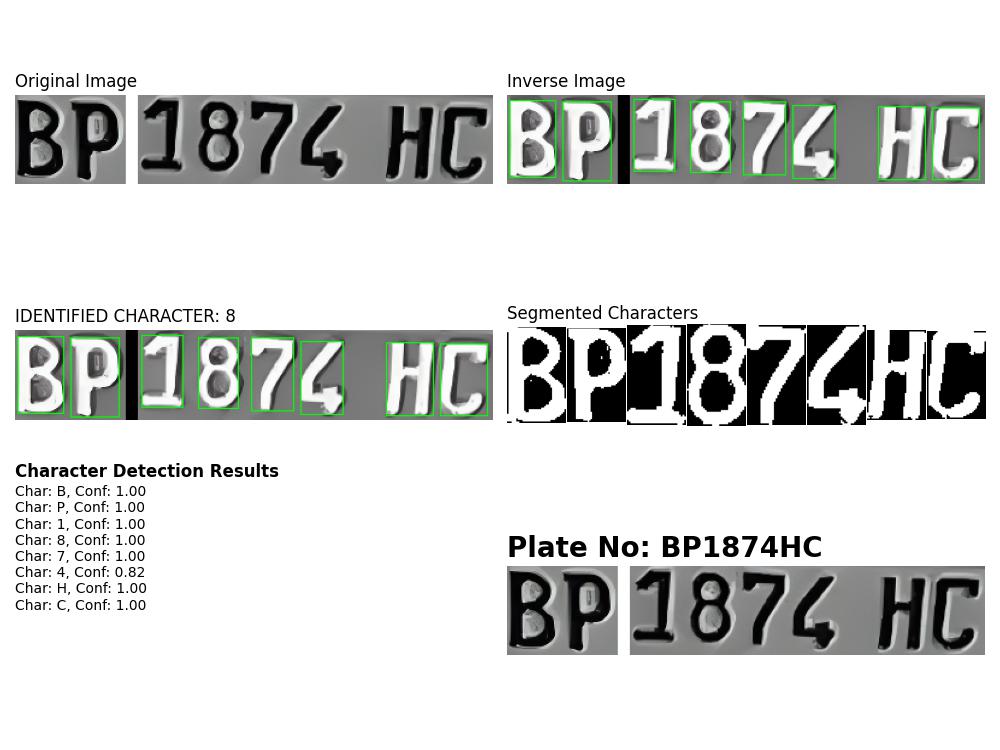 Original Image
BP 1874 HC
Inverse Image
BP 1874 HC
IDENTIFIED CHARACTER: 8
BP 1874 HC
Segmented Characters
BP1874HC
Character Detection Results
Char: B, Conf: 1.00
Char: P, Conf: 1.00
Char: 1, Conf: 1.00
Char: 8, Conf: 1.00
Char: 7, Conf: 1.00
Char: 4, Conf: 0.82
Char: H, Conf: 1.00
Char: C, Conf: 1.00
Plate No: BP1874HC
BP 1874 HC